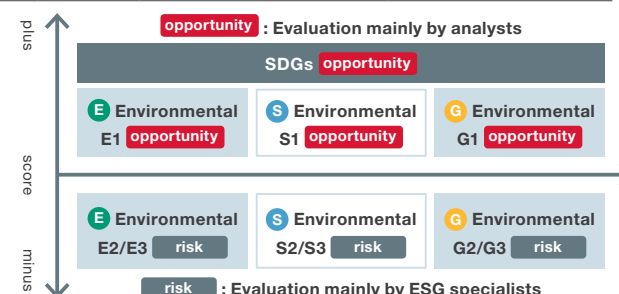 plus
opportunity : Evaluation mainly by analysts
SDGs opportunity
E Environmental
E1 opportunity
S Environmental
S1 opportunity
G Environmental
G1 opportunity
score
E Environmental
E2/E3 risk
S Environmental
S2/S3 risk
G Environmental
G2/G3 risk
minus
risk : Evaluation mainly by ESG specialists